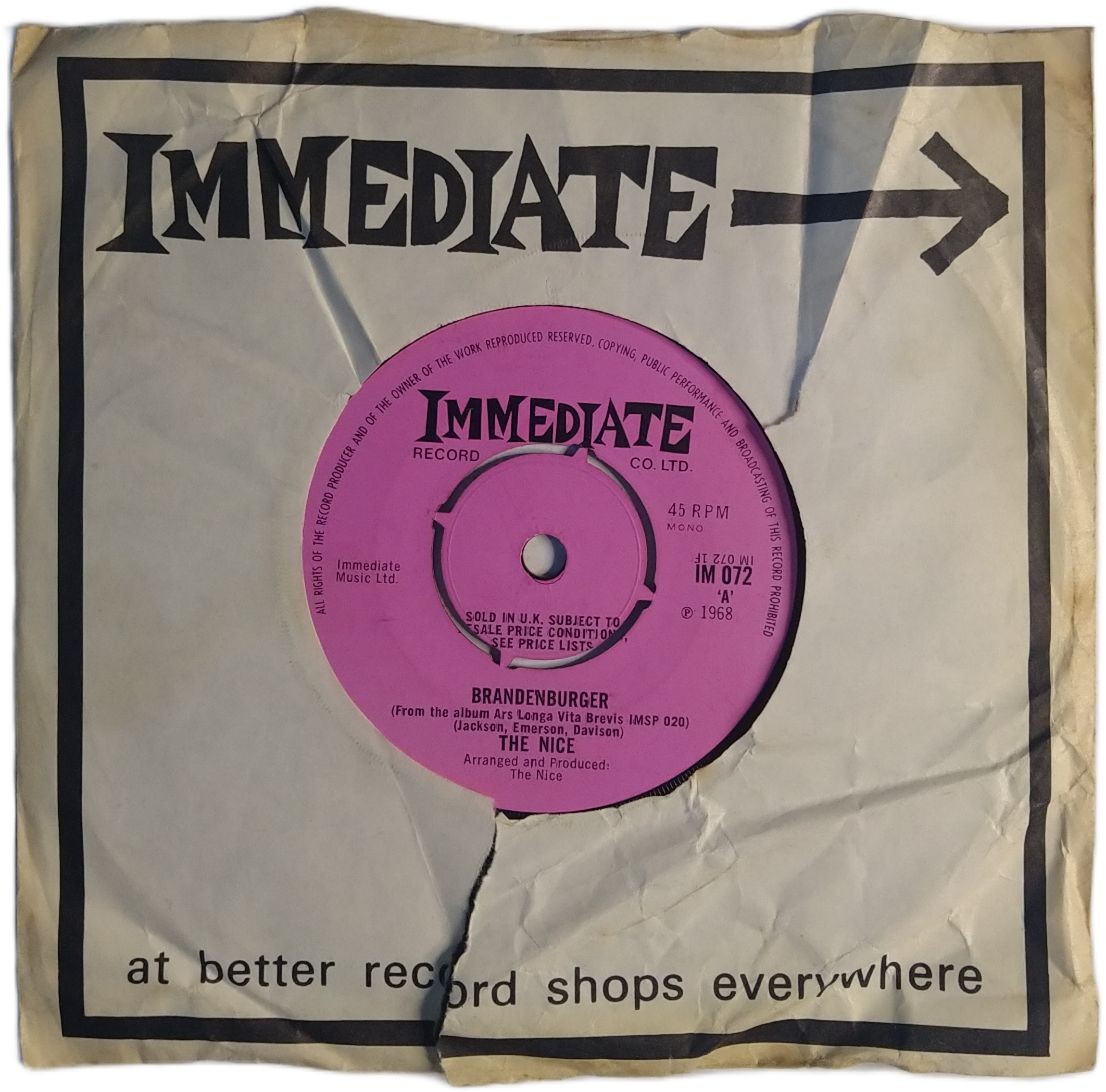 IMMEDIATE
ALL RIGHTS OF THE RECORD PRODUCER AND OF THE OWNER OF THE WORK REPRODUCED RESERVED. COPYING, PUBLIC PERFORMANCE AND BROADCASTING OF THIS RECORD PROHIBITED
IMMEDIATE
RECORD CO. LTD.
45 RPM
MONO
IM 072 1F
IM 072
'A'
℗ 1968
Immediate
Music Ltd.
SOLD IN U.K. SUBJECT TO
ESALE PRICE CONDITION',
SEE PRICE LISTS
BRANDENBURGER
(From the album Ars Longa Vita Brevis IMSP 020)
(Jackson, Emerson, Davison)
THE NICE
Arranged and Produced:
The Nice
at better record shops everywhere